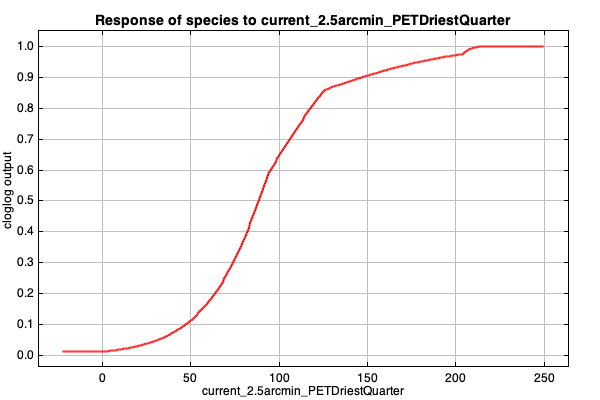 Response of species to current_2.5arcmin_PETDriestQuarter
1.0
0.9
0.8
0.7
0.6
0.5
0.4
0.3
0.2
0.1
0.0
cloglog output
0 50 100 150 200 250
current_2.5arcmin_PETDriestQuarter